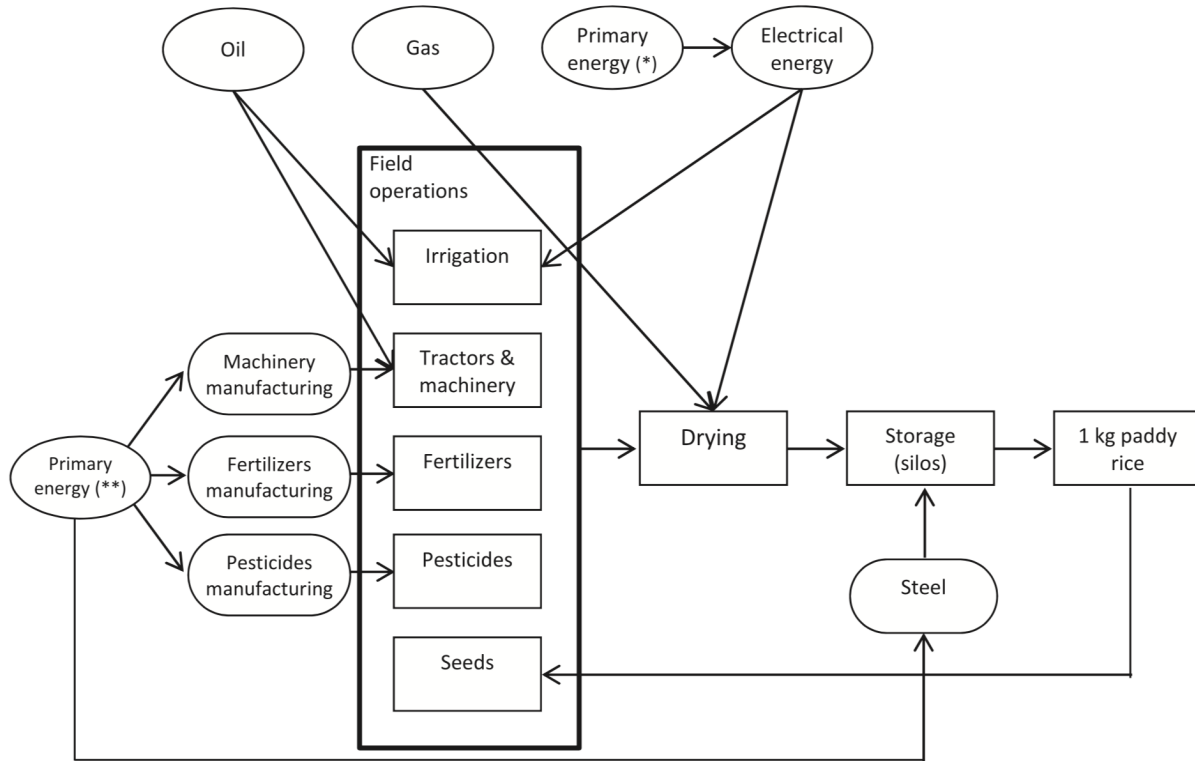 Oil
Gas
Primary
energy (*)
Electrical
energy
Field
operations
Irrigation
Machinery
manufacturing
Tractors &
machinery
Drying
Storage
(silos)
1 kg paddy
rice
Primary
energy (**)
Fertilizers
manufacturing
Fertilizers
Pesticides
manufacturing
Pesticides
Steel
Seeds